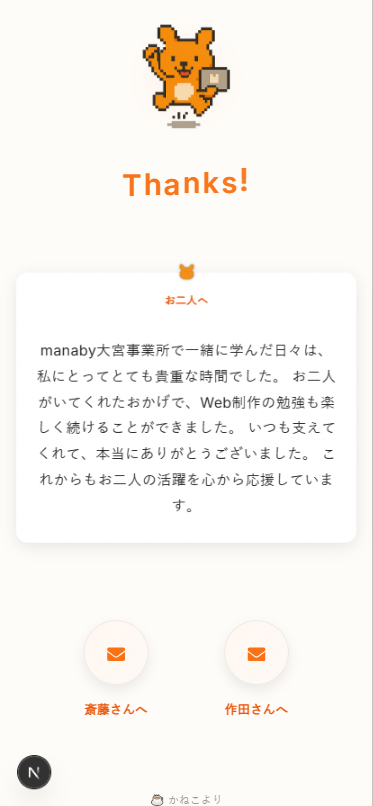 M
Thanks!
お二人へ
manaby大宮事業所で一緒に学んだ日々は、
私にとってとても貴重な時間でした。 お二人
がいてくれたおかげで、Web制作の勉強も楽
しく続けることができました。 いつも支えて
くれて、本当にありがとうございました。 こ
れからもお二人の活躍を心から応援していま
す。
斎藤さんへ
作田さんへ
N
かねこより